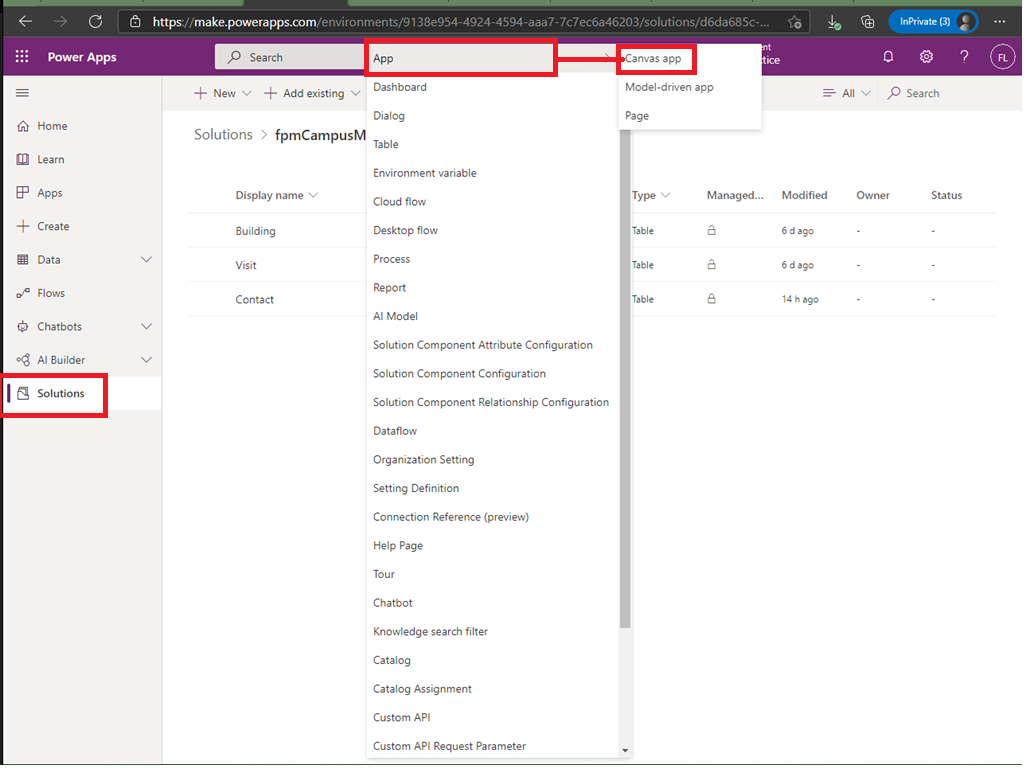 https://make.powerapps.com/environments/9138e954-4924-4594-aaa7-7c7ec6a46203/solutions/d6da685c-...
InPrivate (3)
Power Apps
Search
FL
New
Add existing
All
Search
Home
Learn
Apps
Create
Data
Flows
Chatbots
AI Builder
Solutions
Solutions > fpmCampusM
Display name
Type
Managed...
Modified
Owner
Status
Building
Table
6 d ago
-
-
Visit
Table
6 d ago
-
-
Contact
Table
14 h ago
-
-
App
Dashboard
Dialog
Table
Environment variable
Cloud flow
Desktop flow
Process
Report
AI Model
Solution Component Attribute Configuration
Solution Component Configuration
Solution Component Relationship Configuration
Dataflow
Organization Setting
Setting Definition
Connection Reference (preview)
Help Page
Tour
Chatbot
Knowledge search filter
Catalog
Catalog Assignment
Custom API
Custom API Request Parameter
Canvas app
Model-driven app
Page